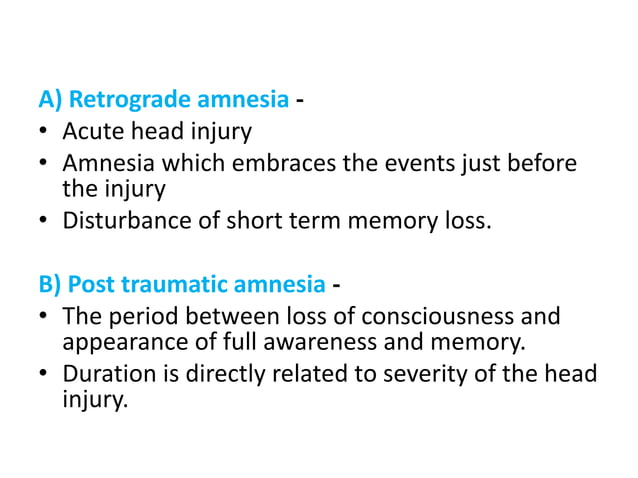 A) Retrograde amnesia -
• Acute head injury
• Amnesia which embraces the events just before
the injury
• Disturbance of short term memory loss.
B) Post traumatic amnesia -
• The period between loss of consciousness and
appearance of full awareness and memory.
• Duration is directly related to severity of the head
injury.